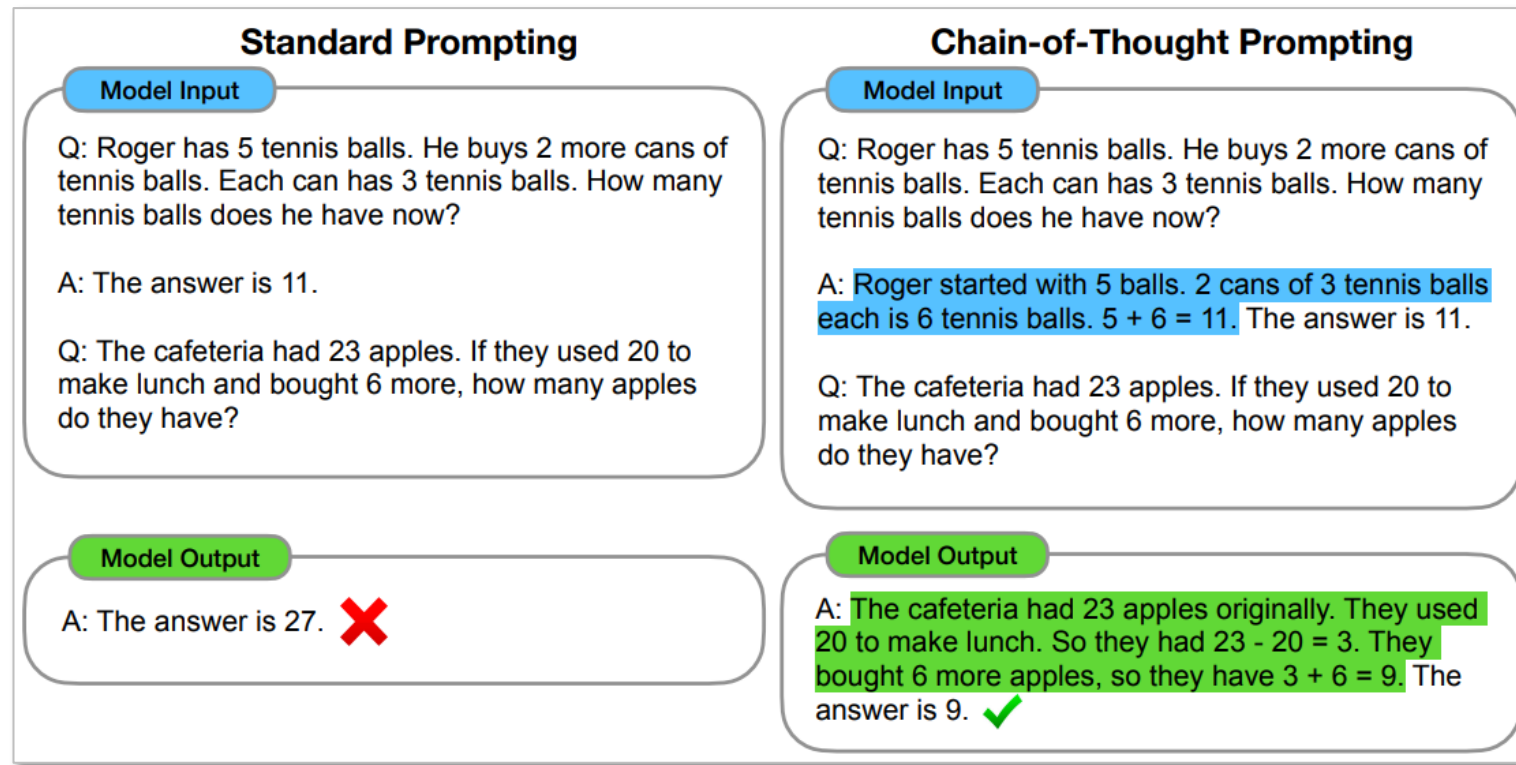 Standard Prompting
Model Input
Q: Roger has 5 tennis balls. He buys 2 more cans of
tennis balls. Each can has 3 tennis balls. How many
tennis balls does he have now?
A: The answer is 11.
Q: The cafeteria had 23 apples. If they used 20 to
make lunch and bought 6 more, how many apples
do they have?
Model Output
A: The answer is 27.
Chain-of-Thought Prompting
Model Input
Q: Roger has 5 tennis balls. He buys 2 more cans of
tennis balls. Each can has 3 tennis balls. How many
tennis balls does he have now?
A: Roger started with 5 balls. 2 cans of 3 tennis balls
each is 6 tennis balls. 5 + 6 = 11. The answer is 11.
Q: The cafeteria had 23 apples. If they used 20 to
make lunch and bought 6 more, how many apples
do they have?
Model Output
A: The cafeteria had 23 apples originally. They used
20 to make lunch. So they had 23 - 20 = 3. They
bought 6 more apples, so they have 3 + 6 = 9. The
answer is 9.